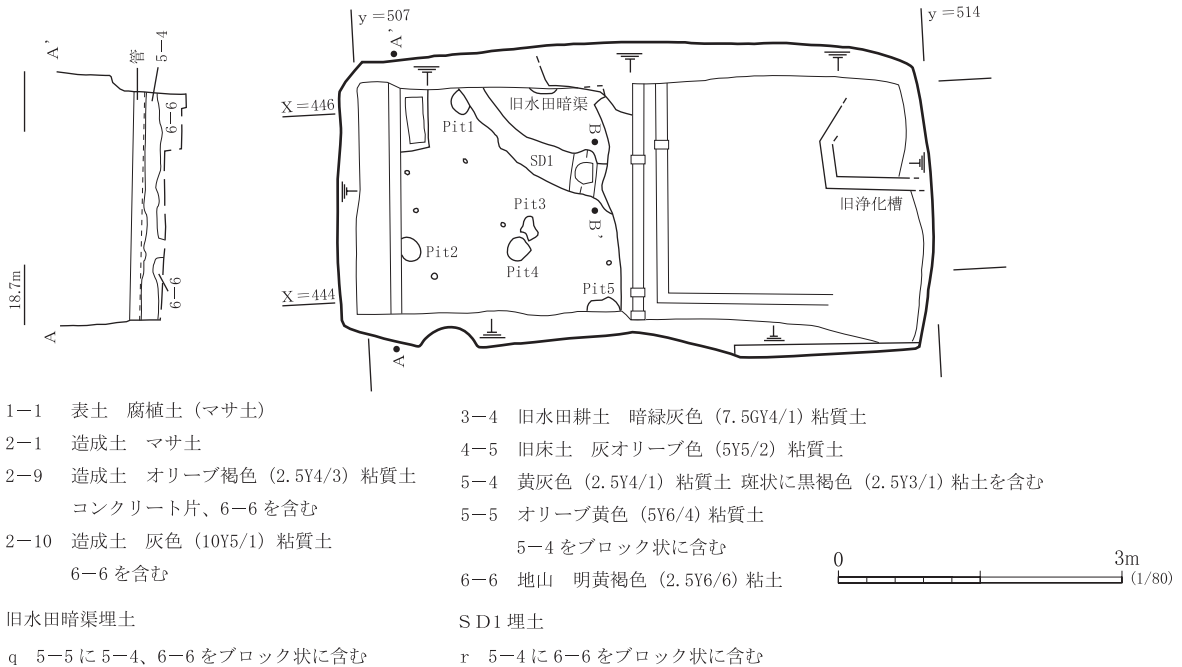 y=507
y=514
A'
A'
管
5-4
6-6
6-6
18.7m
A
X=446
X=444
旧水田暗渠
Pit1
B
SD1
Pit3
B'
Pit2
Pit4
Pit5
旧浄化槽
A
1-1 表土 腐植土(マサ土)
2-1 造成土 マサ土
2-9 造成土 オリーブ褐色(2.5Y4/3)粘質土
コンクリート片、6-6を含む
2-10 造成土 灰色(10Y5/1)粘質土
6-6を含む
旧水田暗渠埋土
q 5-5に5-4、6-6をブロック状に含む
3-4 旧水田耕土 暗緑灰色(7.5GY4/1)粘質土
4-5 旧床土 灰オリーブ色(5Y5/2)粘質土
5-4 黄灰色(2.5Y4/1)粘質土 斑状に黒褐色(2.5Y3/1)粘土を含む
5-5 オリーブ黄色(5Y6/4)粘質土
5-4をブロック状に含む
6-6 地山 明黄褐色(2.5Y6/6)粘土
SD1埋土
r 5-4に6-6をブロック状に含む
0 3m
(1/80)